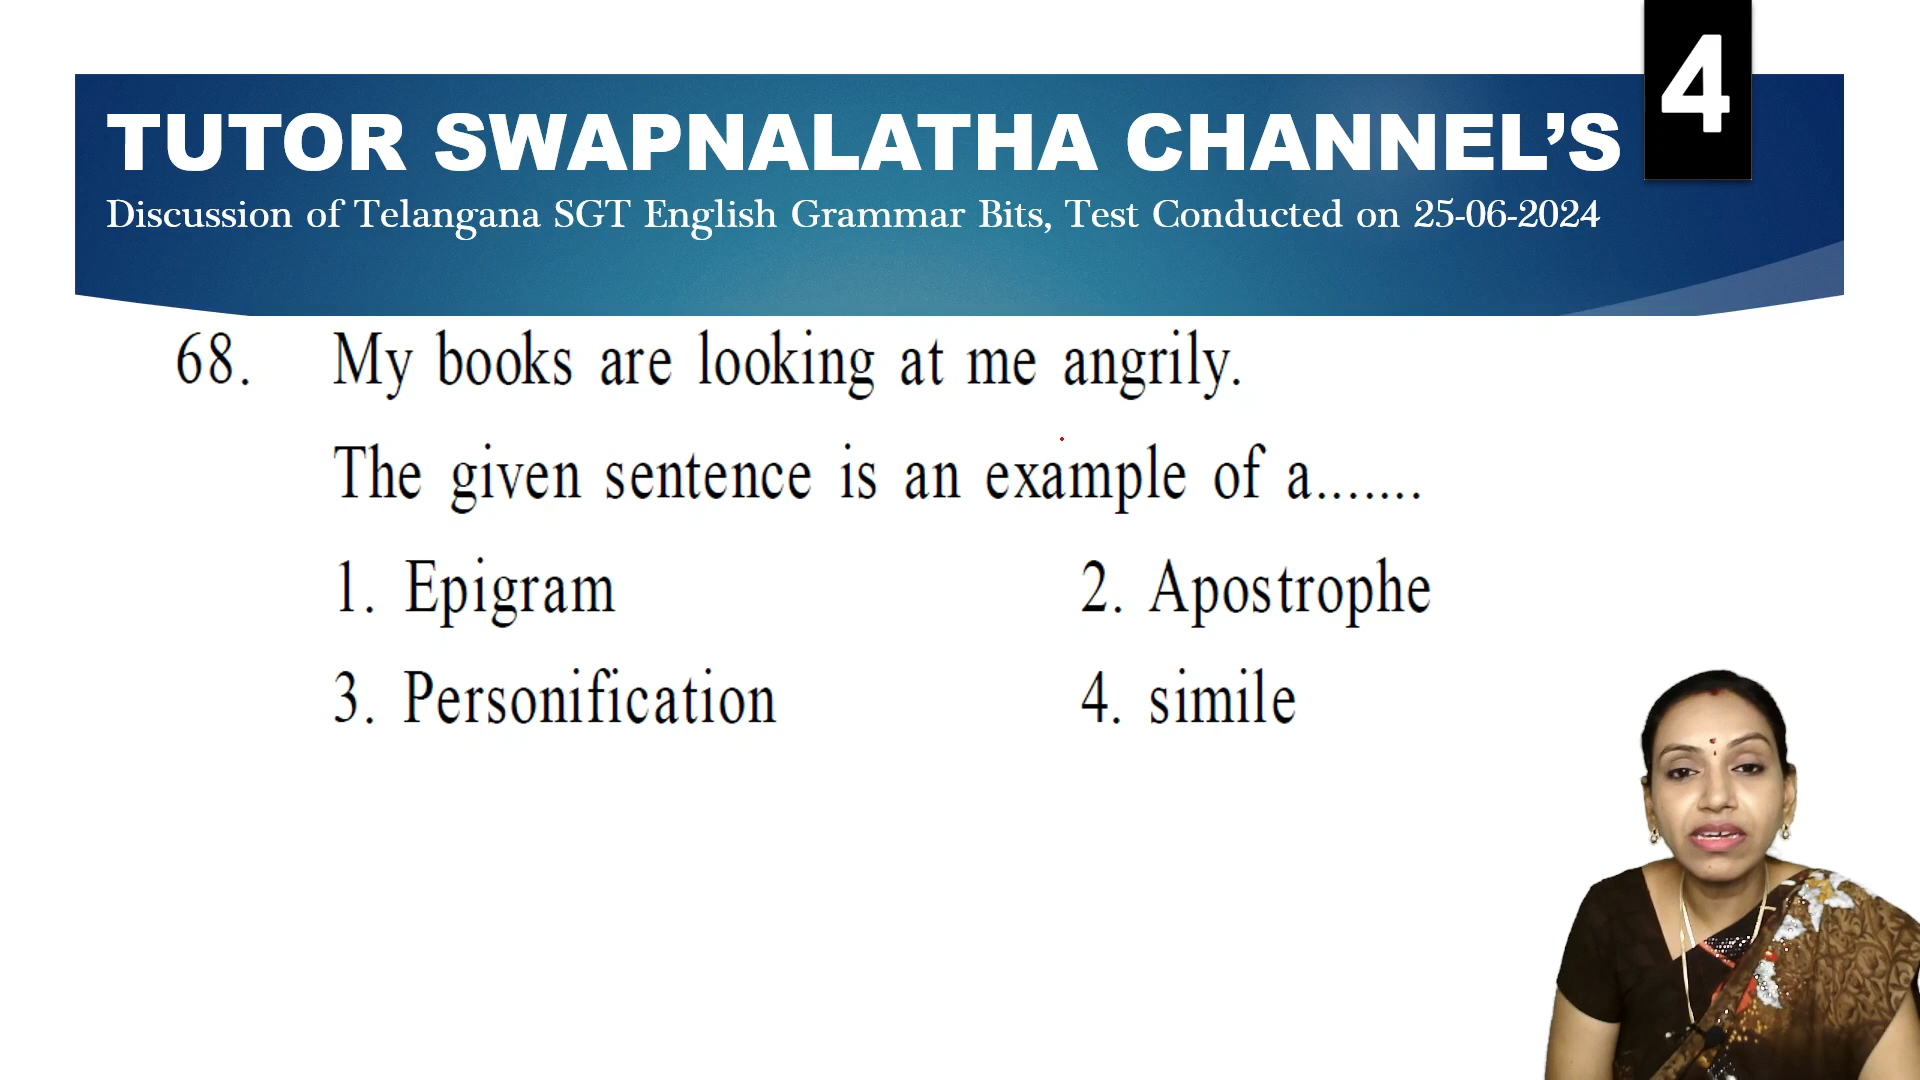 4
TUTOR SWAPNALATHA CHANNEL’S
Discussion of Telangana SGT English Grammar Bits, Test Conducted on 25-06-2024
68. My books are looking at me angrily.
The given sentence is an example of a.......
1. Epigram 2. Apostrophe
3. Personification 4. simile